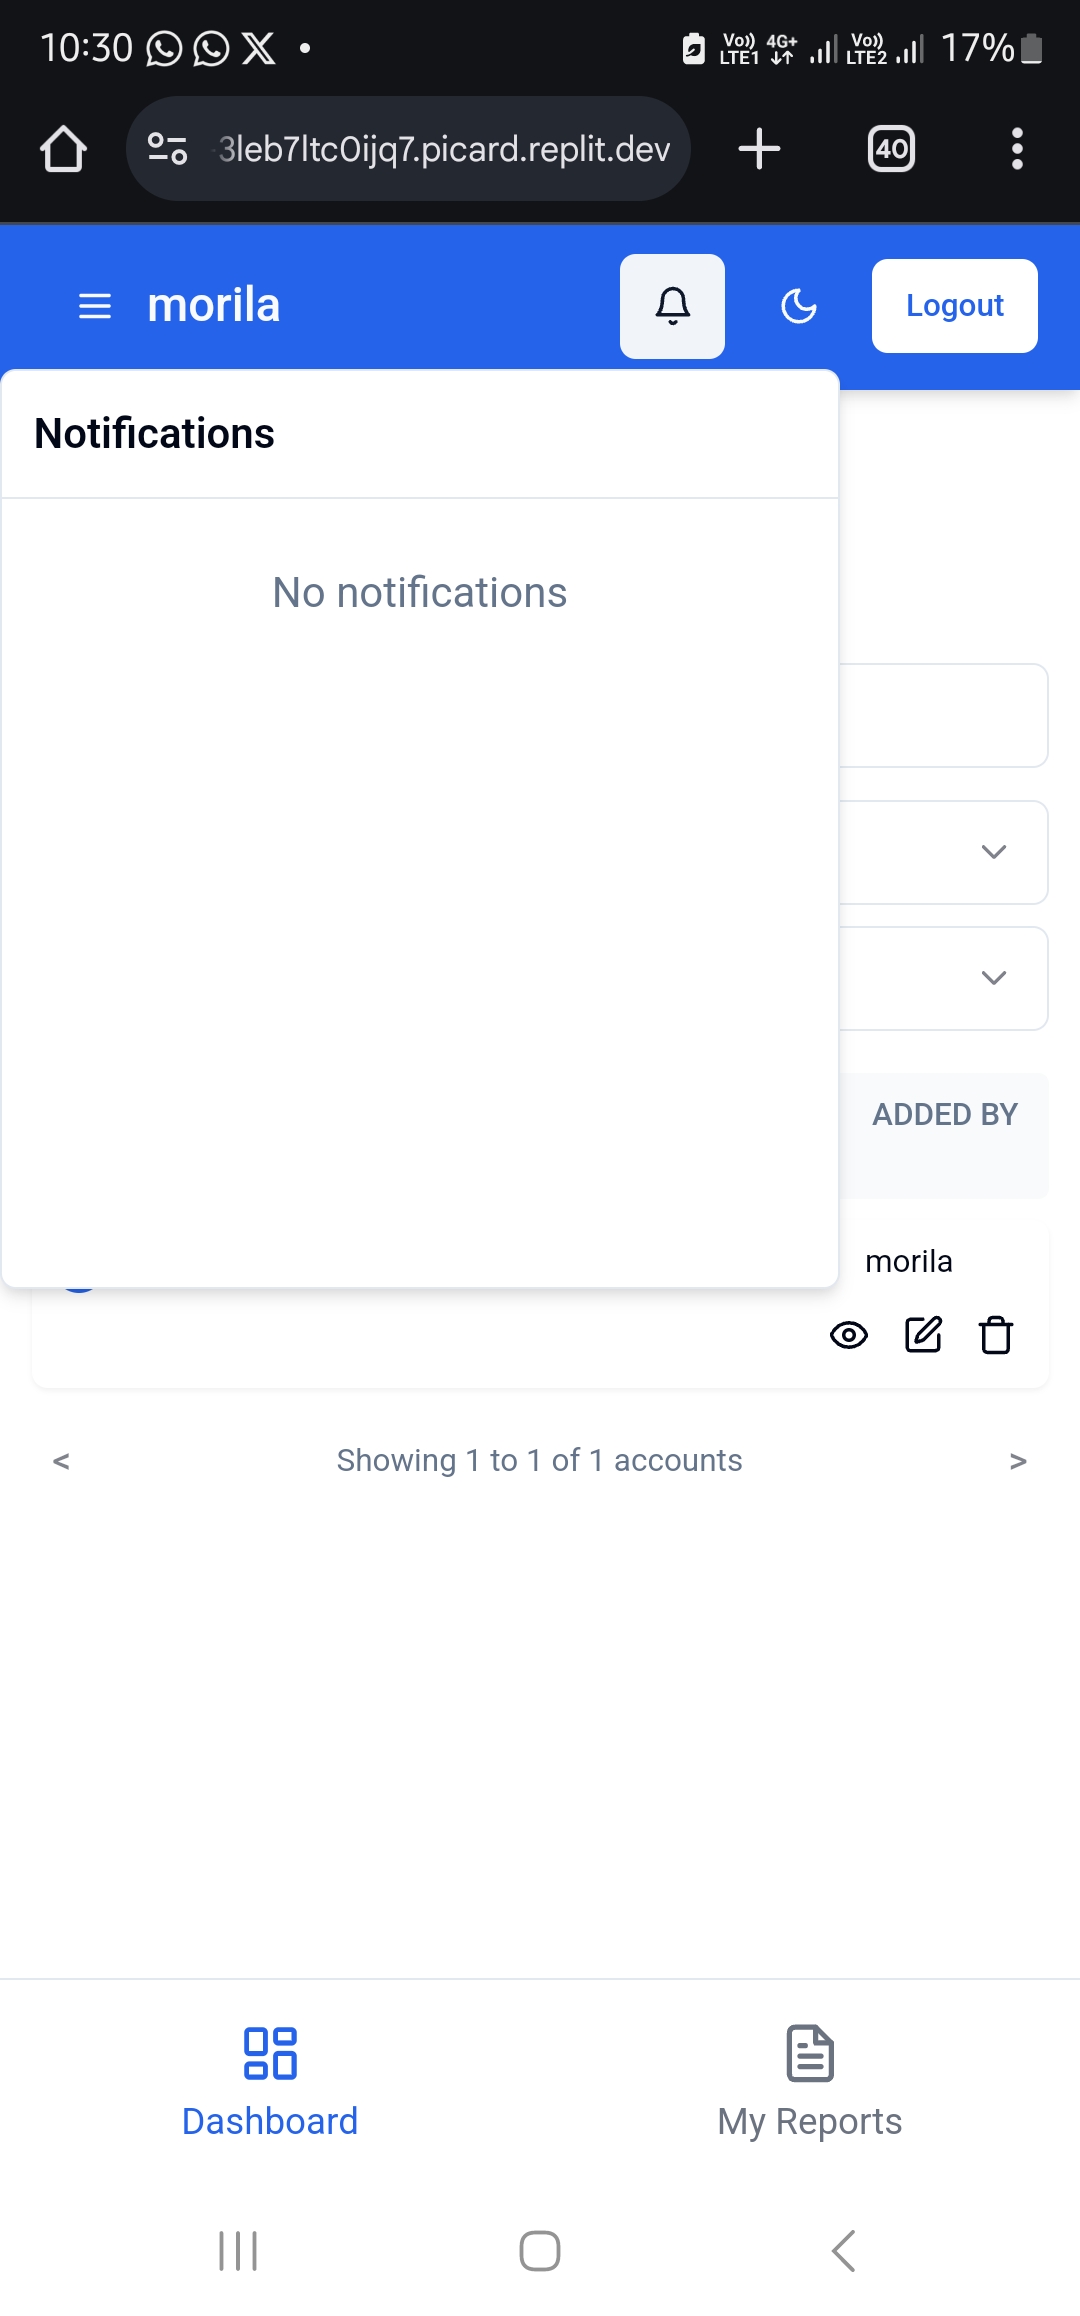 10:30
Vo)) LTE1 4G+ Vo)) LTE2 17%
3leb7ltc0ijq7.picard.replit.dev
40
morila
Logout
Notifications
No notifications
ADDED BY
morila
< Showing 1 to 1 of 1 accounts >
Dashboard
My Reports